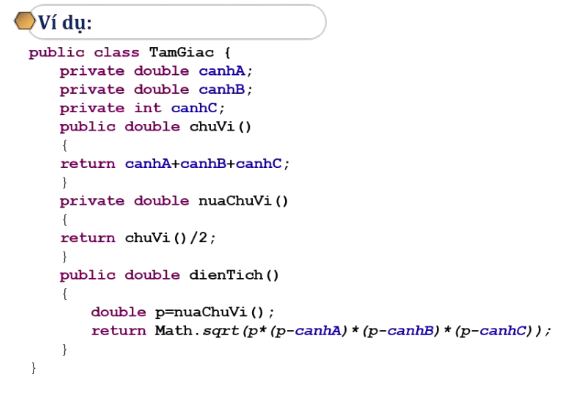 Ví dụ:
public class TamGiac {
private double canhA;
private double canhB;
private int canhC;
public double chuVi()
{
return canhA+canhB+canhC;
}
private double nuaChuVi()
{
return chuVi()/2;
}
public double dienTich()
{
double p=nuaChuVi();
return Math.sqrt(p*(p-canhA)*(p-canhB)*(p-canhC));
}
}